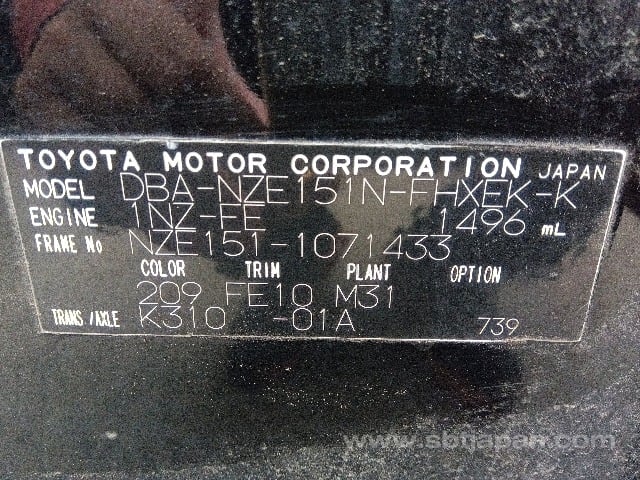 TOYOTA MOTOR CORPORATION JAPAN
MODEL DBA-NZE151N-FHXEK-K
ENGINE 1NZ-FE 1496 mL
FRAME No NZE151-1071433
COLOR TRIM PLANT OPTION
209 FE10 M31
TRANS./AXLE K310 -01A 739
www.sbtjapan.com